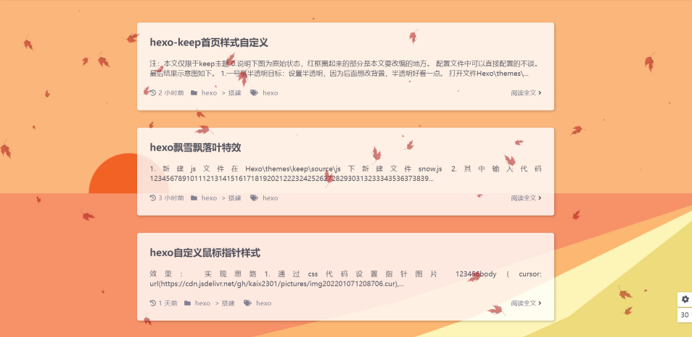 hexo-keep首页样式自定义
注：本文仅限于keep主题 0.说明下图为原始状态，红框圈起来的部分是本文要改编的地方。 配置文件中可以直接配置的不谈。
最后结果示意图如下。 1.一号框半透明目标：设置半透明，因为后面想改背景，半透明好看一点。 打开文件Hexo\themes\...
2 小时前 hexo > 搭建 hexo 阅读全文 >
hexo飘雪飘落叶特效
1. 新建 js 文件在 Hexo\themes\keep\source\js 下新建文件 snow.js 2. 其中输入代码
3 小时前 hexo > 搭建 hexo 阅读全文 >
hexo自定义鼠标指针样式
效果： 实现思路 1. 通过 css 代码设置指针图片 123456body { cursor:
url(https://cdn.jsdelivr.net/gh/kaix2301/pictures/img202201071208706.cur),...
1 天前 hexo > 搭建 hexo 阅读全文 >
30